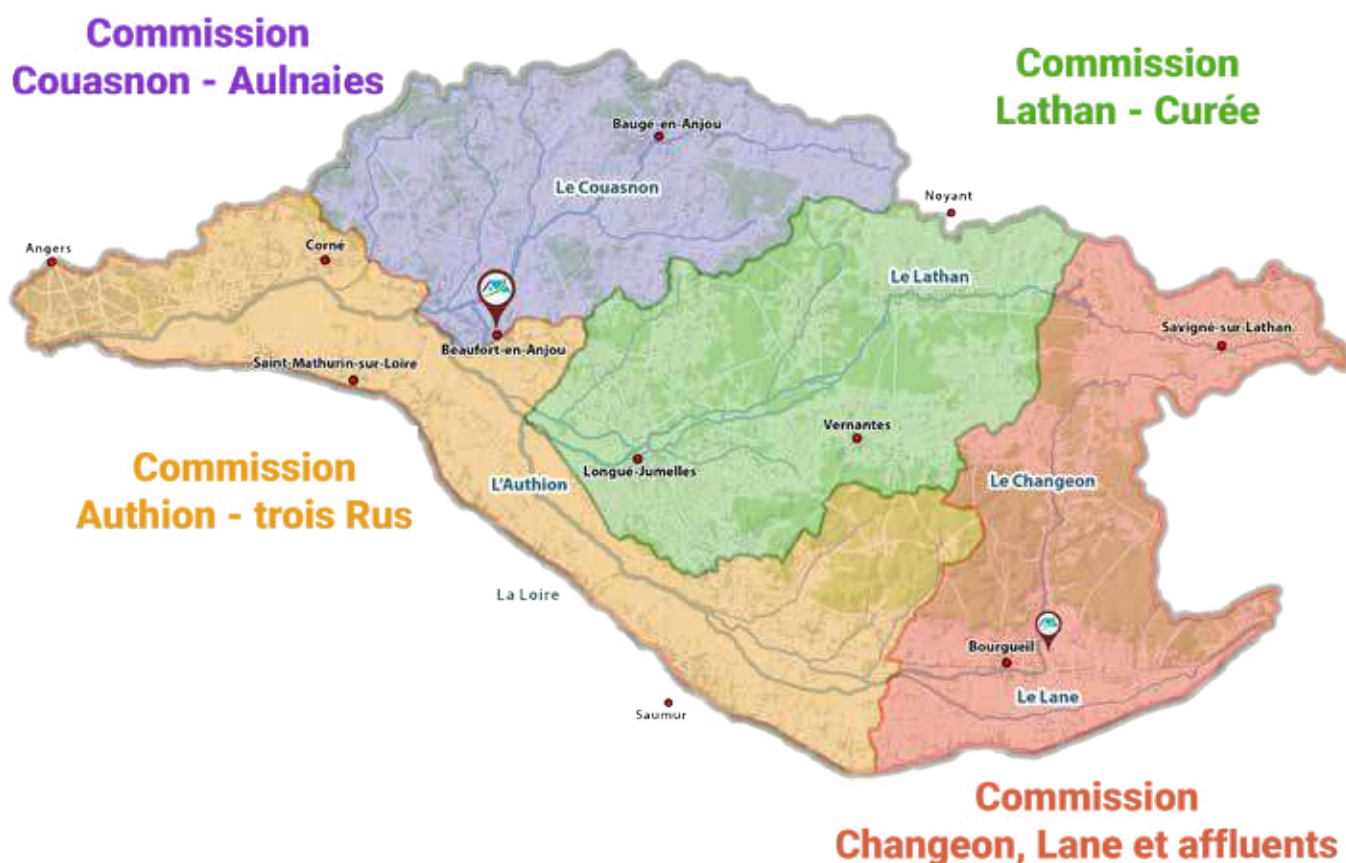 Commission
Couasnon - Aulnaies
Commission
Lathan - Curée
Baugé-en-Anjou
Le Couasnon
Noyant
Angers
Corné
Le Lathan
Savigné-sur-Lathan
Beaufort-en-Anjou
Saint-Mathurin-sur-Loire
Vernantes
Commission
Authion - trois Rus
Longué-Jumelles
L'Authion
Le Changeon
La Loire
Bourgueil
Le Lane
Saumur
Commission
Changeon, Lane et affluents